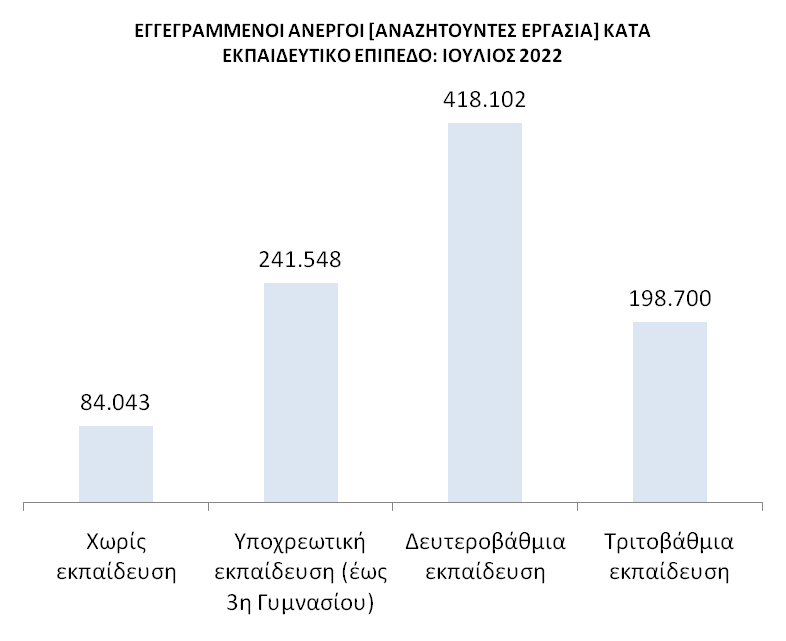 ΕΓΓΕΓΡΑΜΜΕΝΟΙ ΑΝΕΡΓΟΙ [ΑΝΑΖΗΤΟΥΝΤΕΣ ΕΡΓΑΣΙΑ] ΚΑΤΑ
ΕΚΠΑΙΔΕΥΤΙΚΟ ΕΠΙΠΕΔΟ: ΙΟΥΛΙΟΣ 2022
84.043
241.548
418.102
198.700
Χωρίς
εκπαίδευση
Υποχρεωτική
εκπαίδευση (έως
3η Γυμνασίου)
Δευτεροβάθμια
εκπαίδευση
Τριτοβάθμια
εκπαίδευση